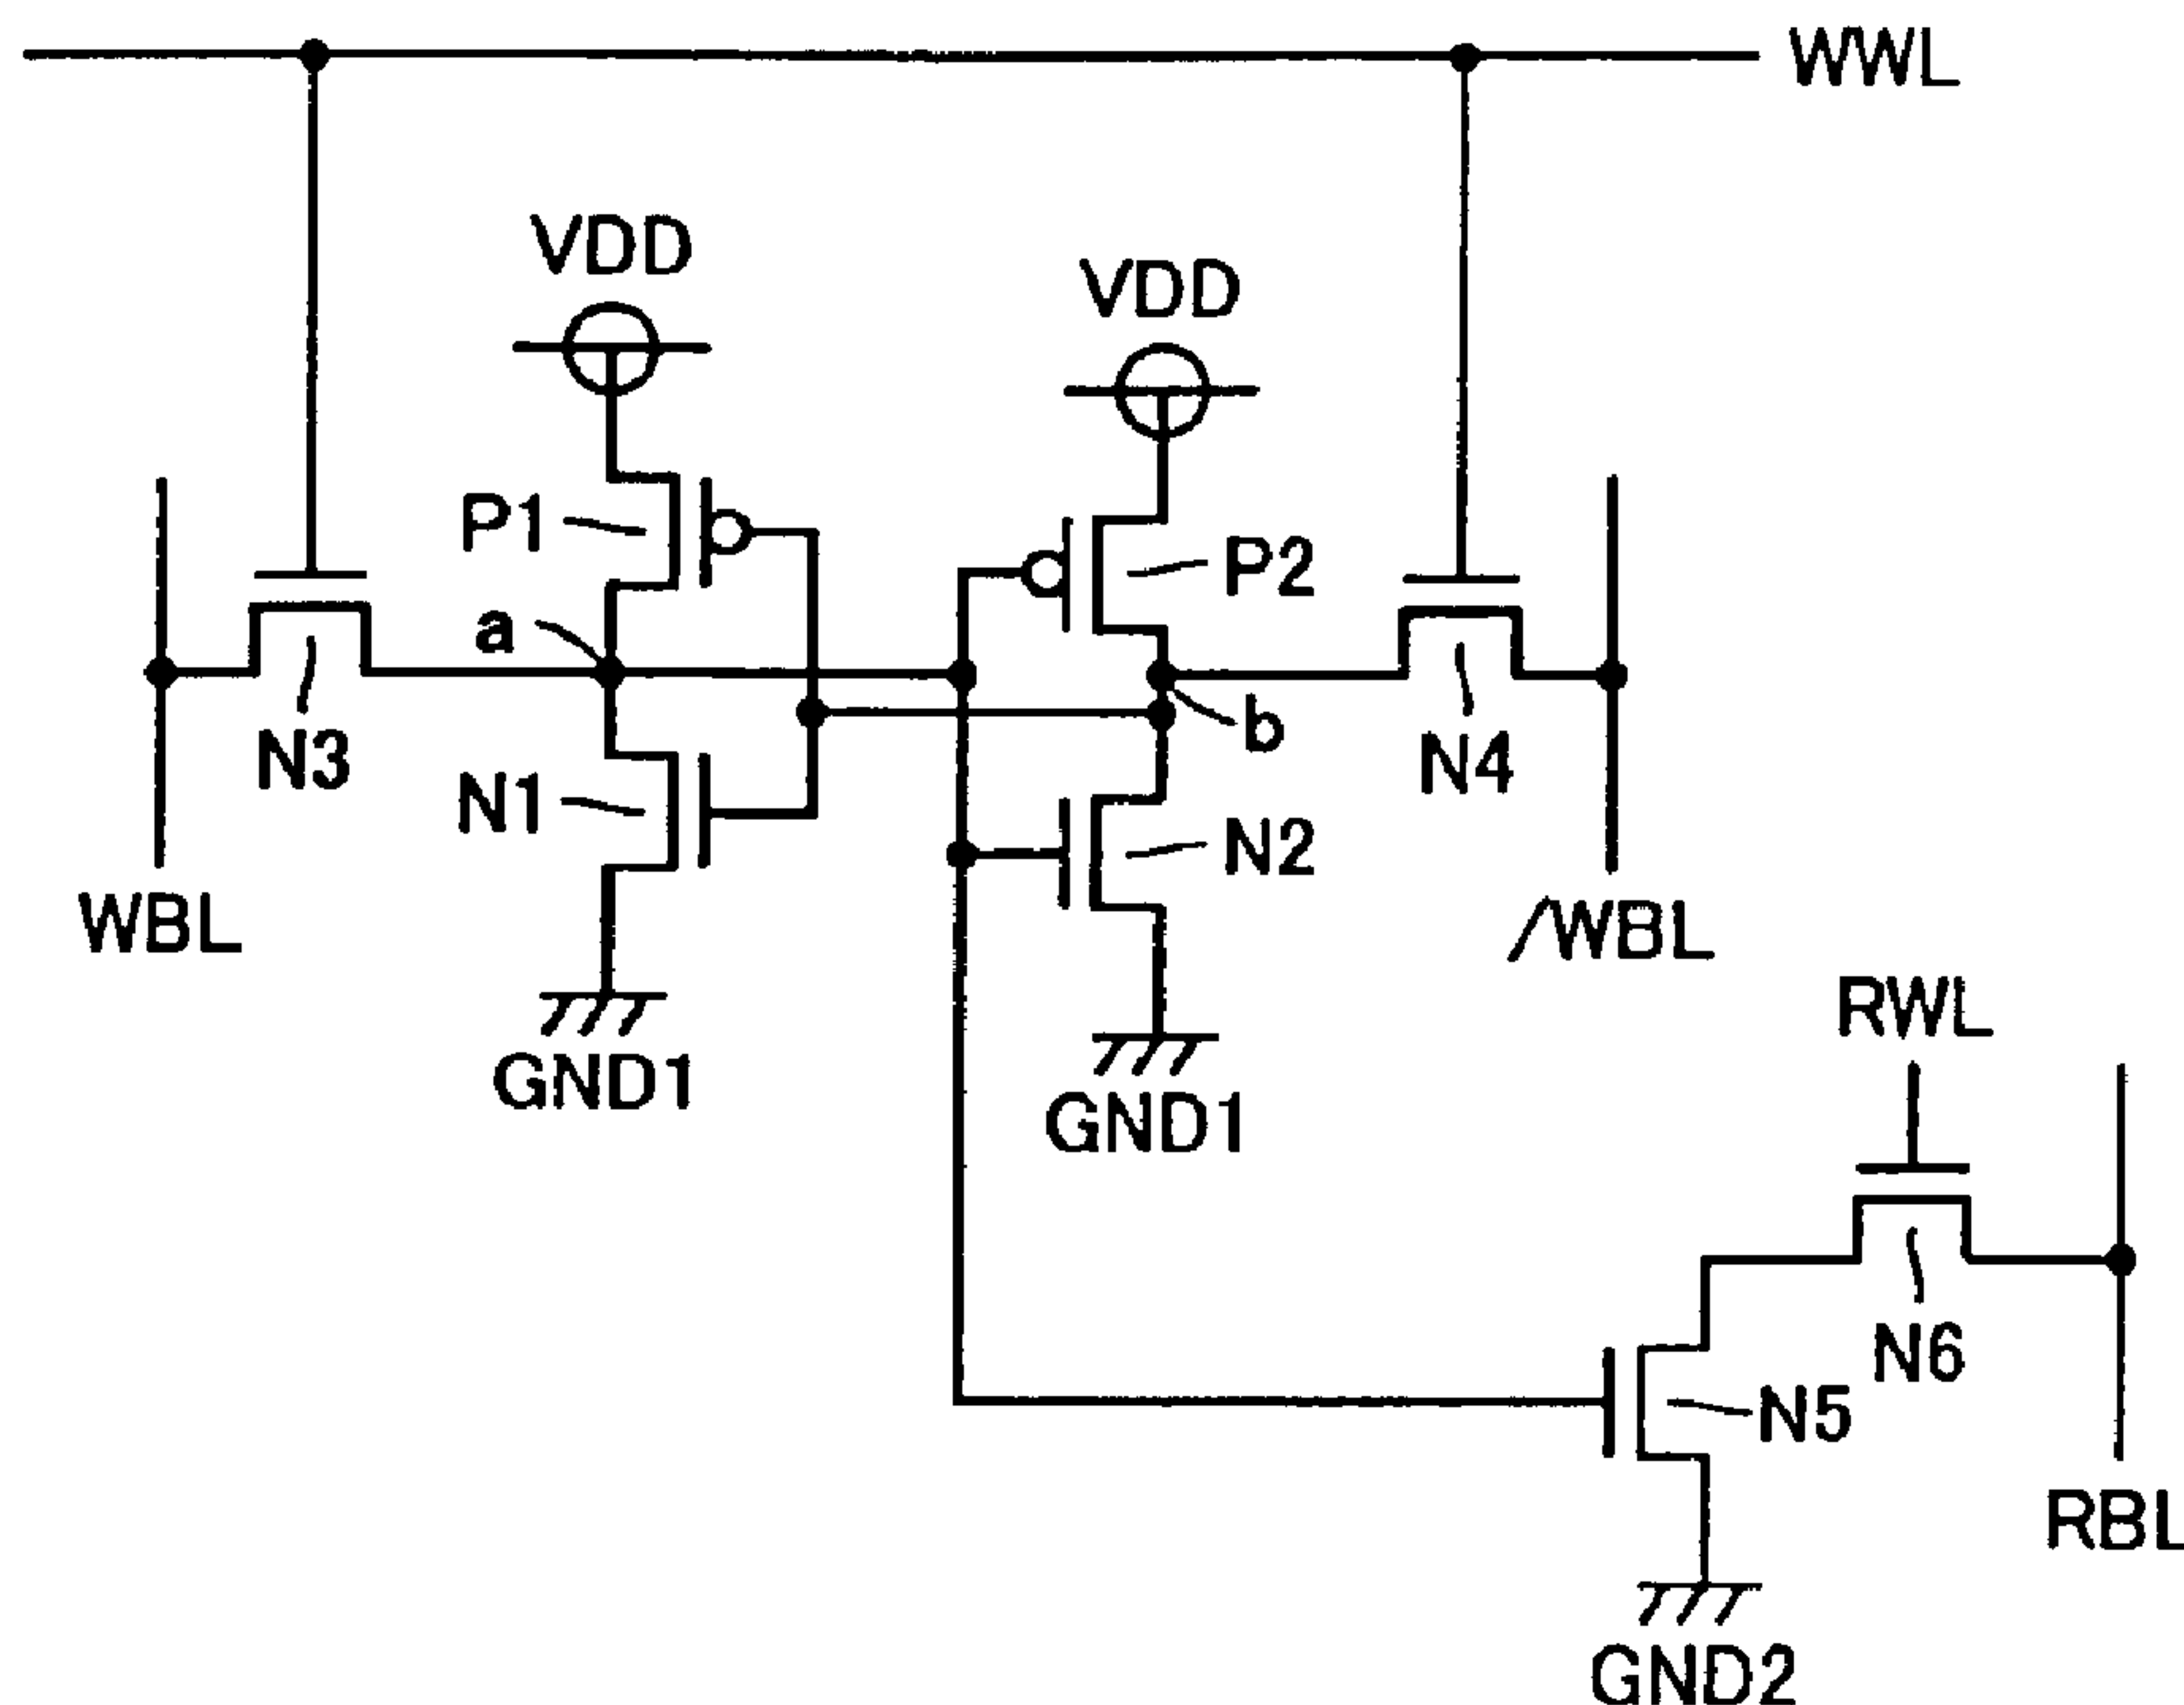 WWL
VDD
VDD
P1
P2
a
b
N3
N1
N2
N4
WBL
/WBL
GND1
GND1
RWL
N6
N5
RBL
GND2